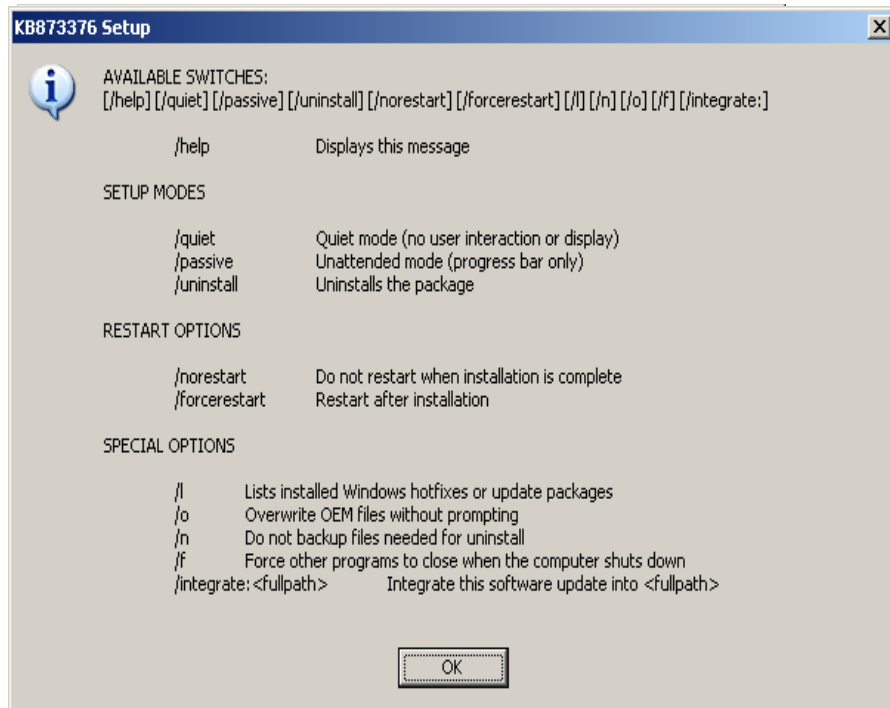 KB873376 Setup
AVAILABLE SWITCHES:
[/help] [/quiet] [/passive] [/uninstall] [/norestart] [/forcerestart] [/l] [/n] [/o] [/f] [/integrate:]
/help Displays this message
SETUP MODES
/quiet Quiet mode (no user interaction or display)
/passive Unattended mode (progress bar only)
/uninstall Uninstalls the package
RESTART OPTIONS
/norestart Do not restart when installation is complete
/forcerestart Restart after installation
SPECIAL OPTIONS
/l Lists installed Windows hotfixes or update packages
/o Overwrite OEM files without prompting
/n Do not backup files needed for uninstall
/f Force other programs to close when the computer shuts down
/integrate:<fullpath> Integrate this software update into <fullpath>
OK